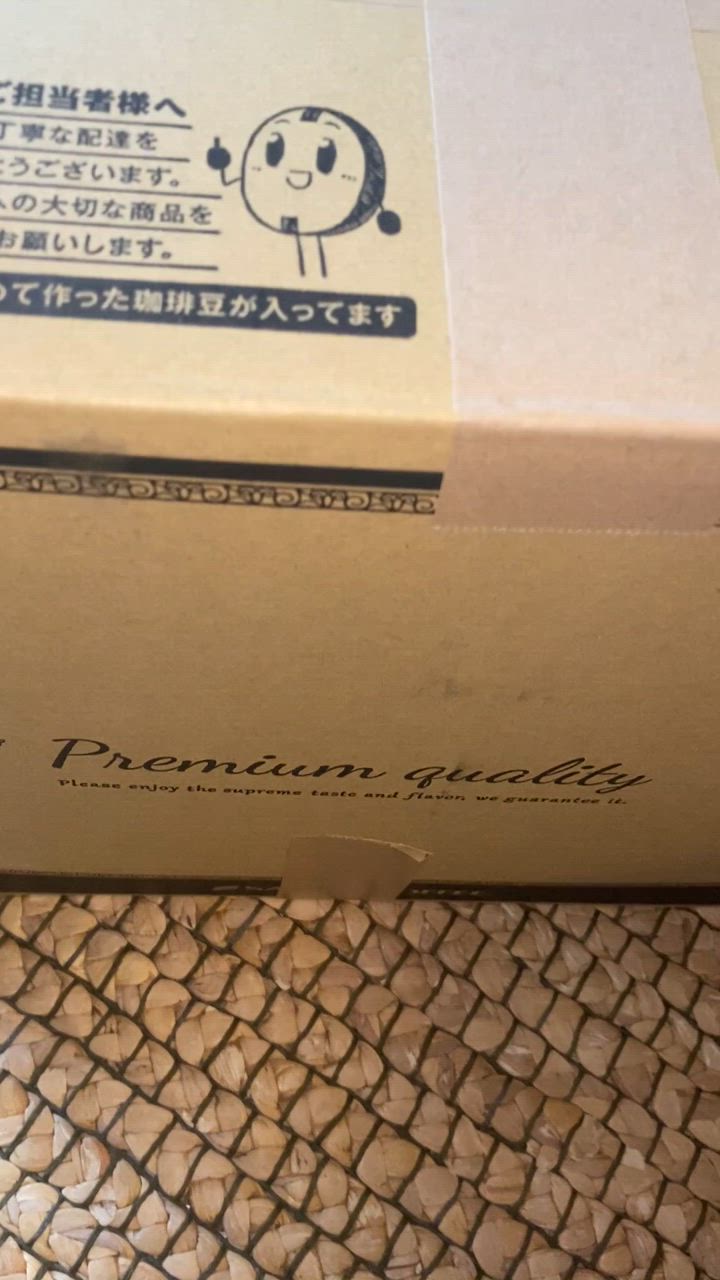 ご担当者様へ
丁寧な配達を
うございます。
への大切な商品を
お願いします。
めて作った珈琲豆が入ってます
Premium quality
Please enjoy the supreme taste and flavor, we guarantee it.